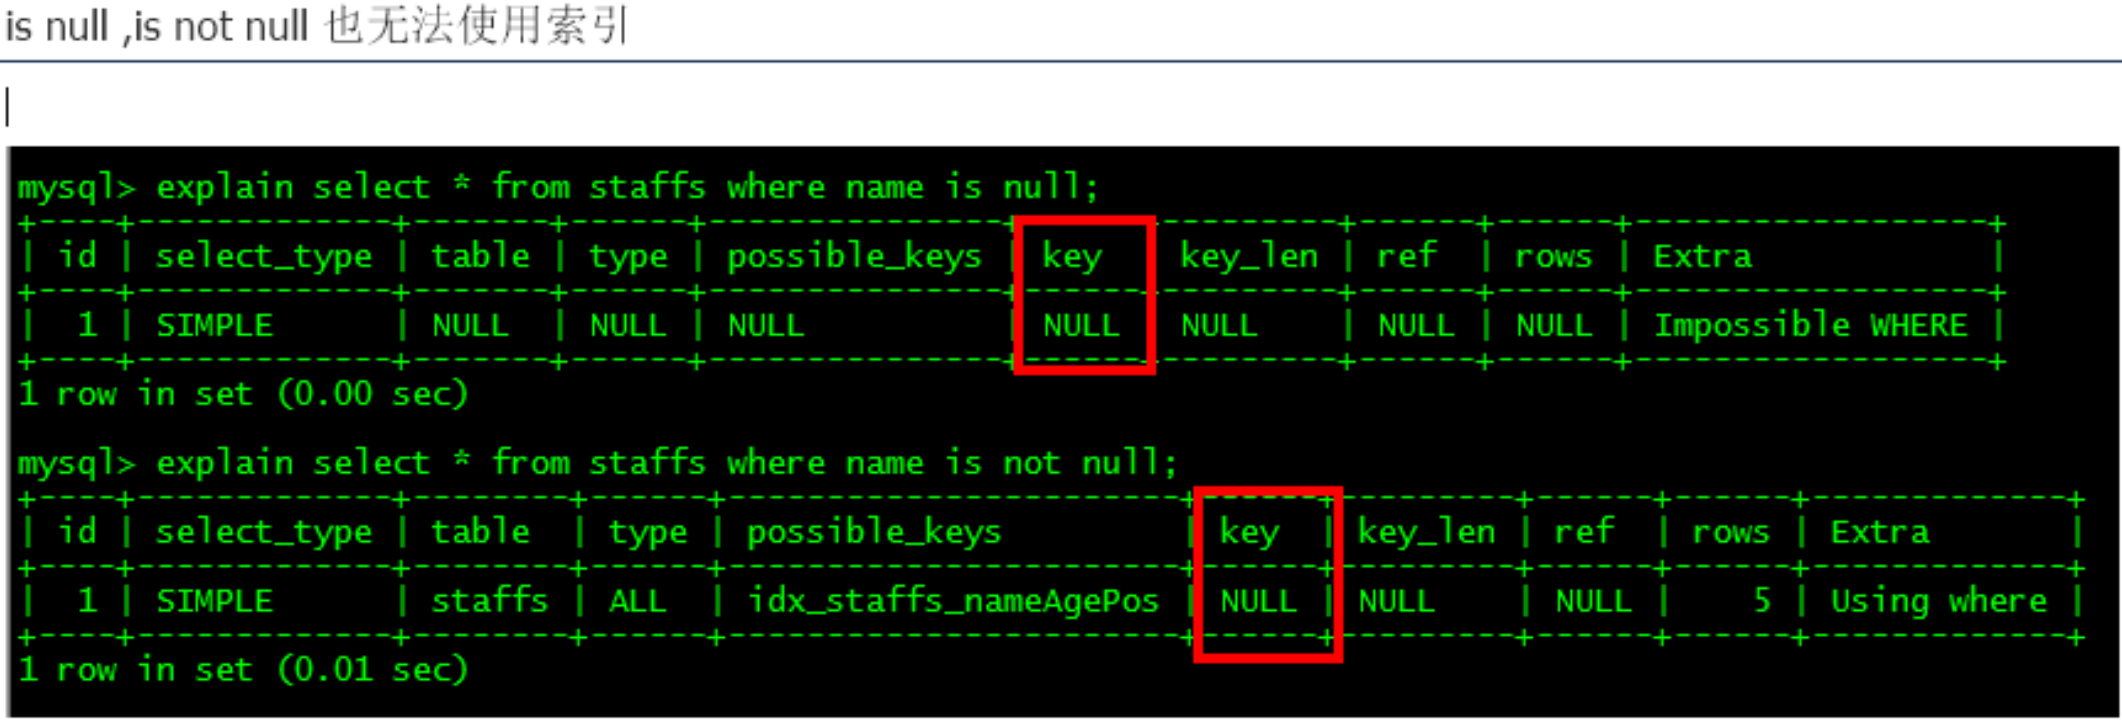 is null ,is not null 也无法使用索引
mysql> explain select * from staffs where name is null;
+----+-------------+-------+------+---------------+------+---------+------+------+------------------+
| id | select_type | table | type | possible_keys | key | key_len | ref | rows | Extra |
+----+-------------+-------+------+---------------+------+---------+------+------+------------------+
| 1 | SIMPLE | NULL | NULL | NULL | NULL | NULL | NULL | NULL | Impossible WHERE |
+----+-------------+-------+------+---------------+------+---------+------+------+------------------+
1 row in set (0.00 sec)
mysql> explain select * from staffs where name is not null;
+----+-------------+--------+------+-----------------------+------+---------+------+------+-------------+
| id | select_type | table | type | possible_keys | key | key_len | ref | rows | Extra |
+----+-------------+--------+------+-----------------------+------+---------+------+------+-------------+
| 1 | SIMPLE | staffs | ALL | idx_staffs_nameAgePos | NULL | NULL | NULL | 5 | Using where |
+----+-------------+--------+------+-----------------------+------+---------+------+------+-------------+
1 row in set (0.01 sec)